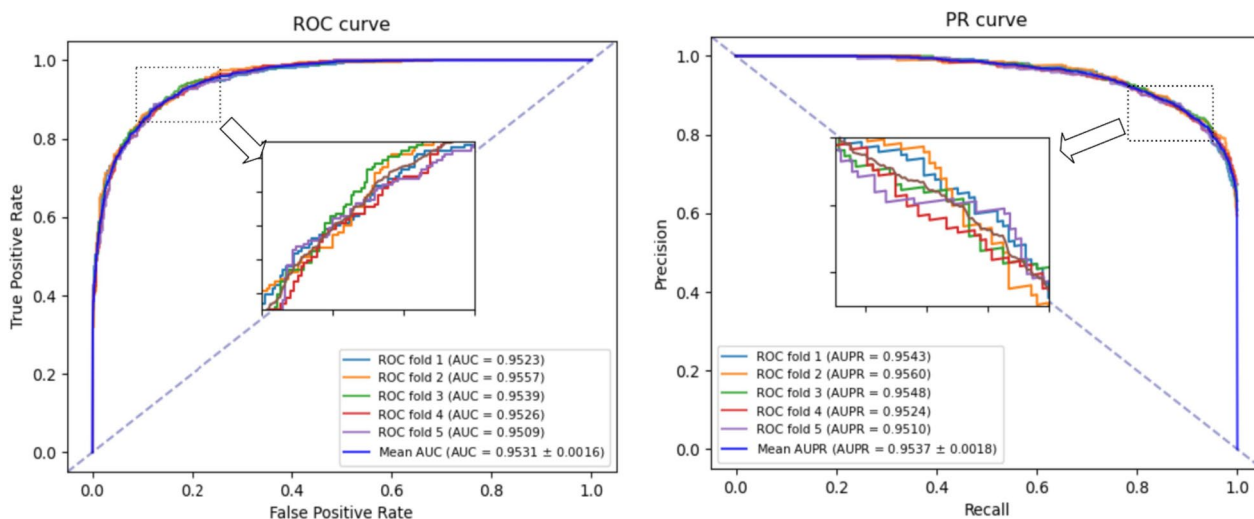 ROC curve
True Positive Rate
1.0
0.8
0.6
0.4
0.2
0.0
ROC fold 1 (AUC = 0.9523)
ROC fold 2 (AUC = 0.9557)
ROC fold 3 (AUC = 0.9539)
ROC fold 4 (AUC = 0.9526)
ROC fold 5 (AUC = 0.9509)
Mean AUC (AUC = 0.9531 ± 0.0016)
0.0 0.2 0.4 0.6 0.8 1.0
False Positive Rate
PR curve
Precision
1.0
0.8
0.6
0.4
0.2
0.0
ROC fold 1 (AUPR = 0.9543)
ROC fold 2 (AUPR = 0.9560)
ROC fold 3 (AUPR = 0.9548)
ROC fold 4 (AUPR = 0.9524)
ROC fold 5 (AUPR = 0.9510)
Mean AUPR (AUPR = 0.9537 ± 0.0018)
0.0 0.2 0.4 0.6 0.8 1.0
Recall